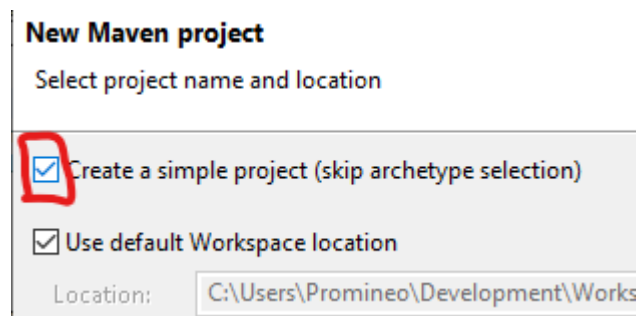 New Maven project
Select project name and location
Create a simple project (skip archetype selection)
Use default Workspace location
Location: C:\Users\Promineo\Development\Works